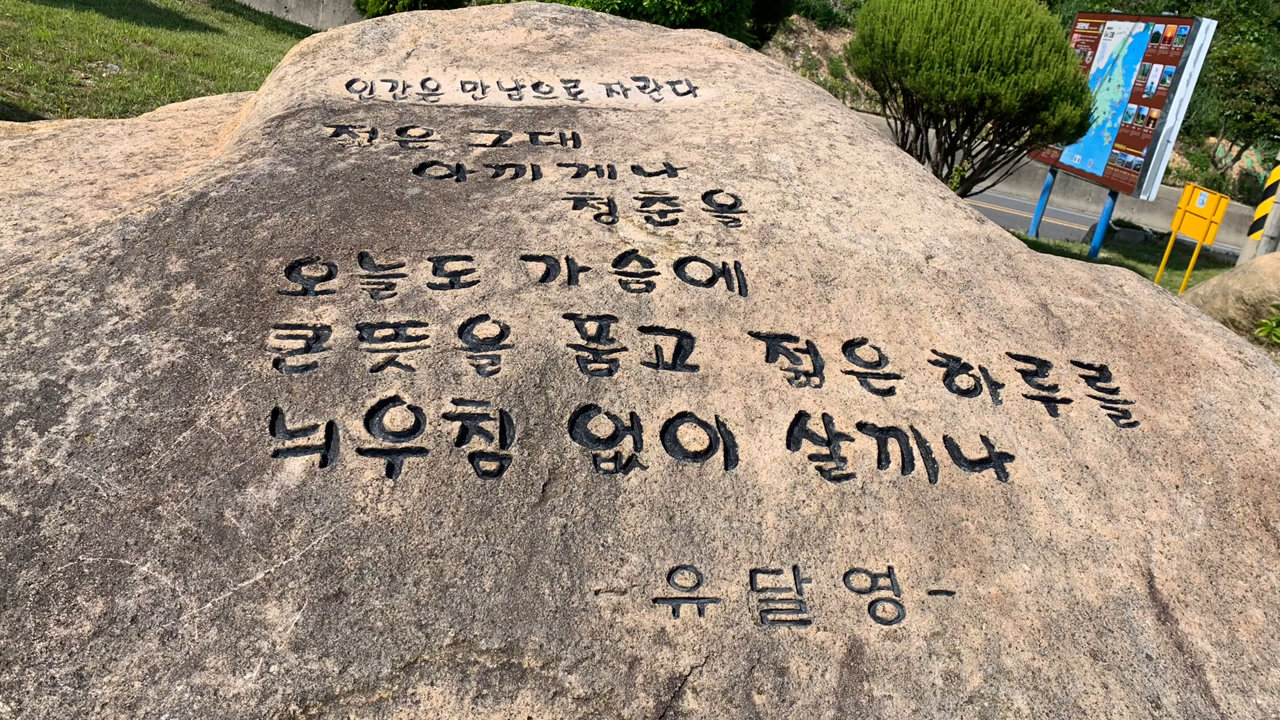 인간은 만남으로 자란다
젊은 그대
아끼게나
청춘을
오늘도 가슴에
큰 뜻을 품고 젊은 하루를
뉘우침 없이 살끼나
- 유달영 -